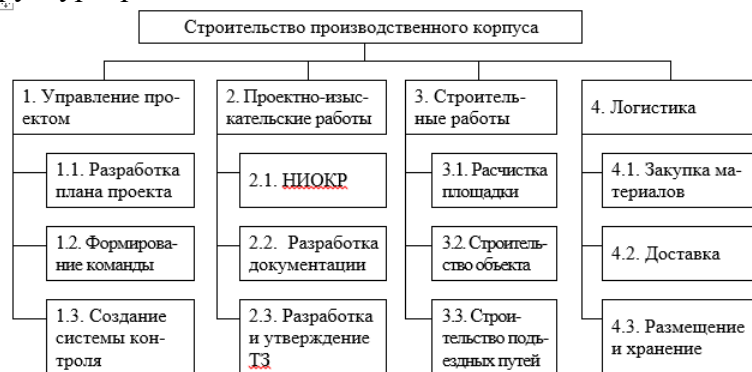 Строительство производственного корпуса
1. Управление про-
ектом
2. Проектно-изыс-
кательские работы
3. Строитель-
ные работы
4. Логистика
1.1. Разработка
плана проекта
2.1. НИОКР
3.1. Расчистка
площадки
4.1. Закупка ма-
териалов
1.2. Формирова-
ние команды
2.2. Разработка
документации
3.2. Строитель-
ство объекта
4.2. Доставка
1.3. Создание
системы кон-
троля
2.3. Разработка
и утверждение
ТЗ
3.3. Строи-
тельство подъ-
ездных путей
4.3. Размещение
и хранение